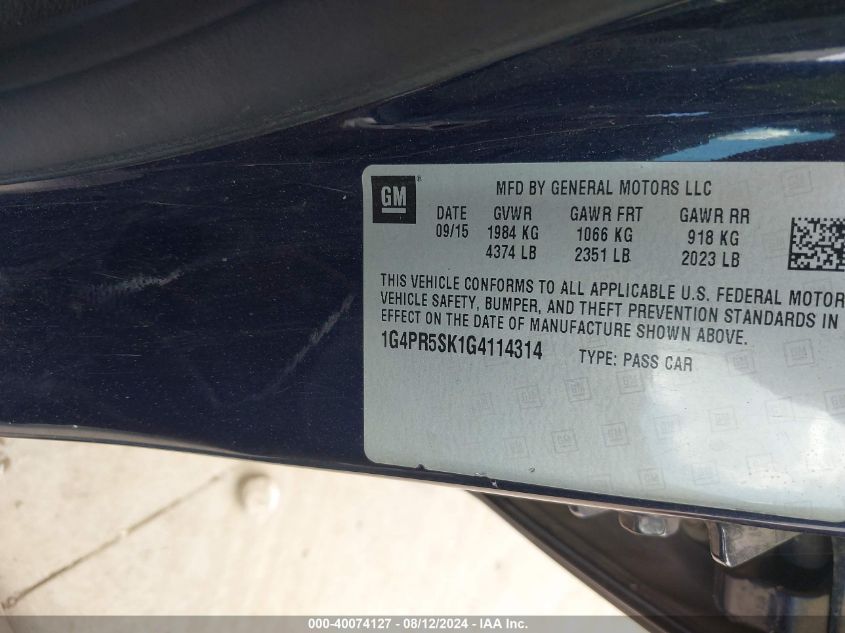 GM ®
MFD BY GENERAL MOTORS LLC
DATE GVWR GAWR FRT GAWR RR
09/15 1984 KG 1066 KG 918 KG
4374 LB 2351 LB 2023 LB
THIS VEHICLE CONFORMS TO ALL APPLICABLE U.S. FEDERAL MOTOR
VEHICLE SAFETY, BUMPER, AND THEFT PREVENTION STANDARDS IN
EFFECT ON THE DATE OF MANUFACTURE SHOWN ABOVE.
1G4PR5SK1G4114314 TYPE: PASS CAR
000-40074127 - 08/12/2024 - IAA Inc.